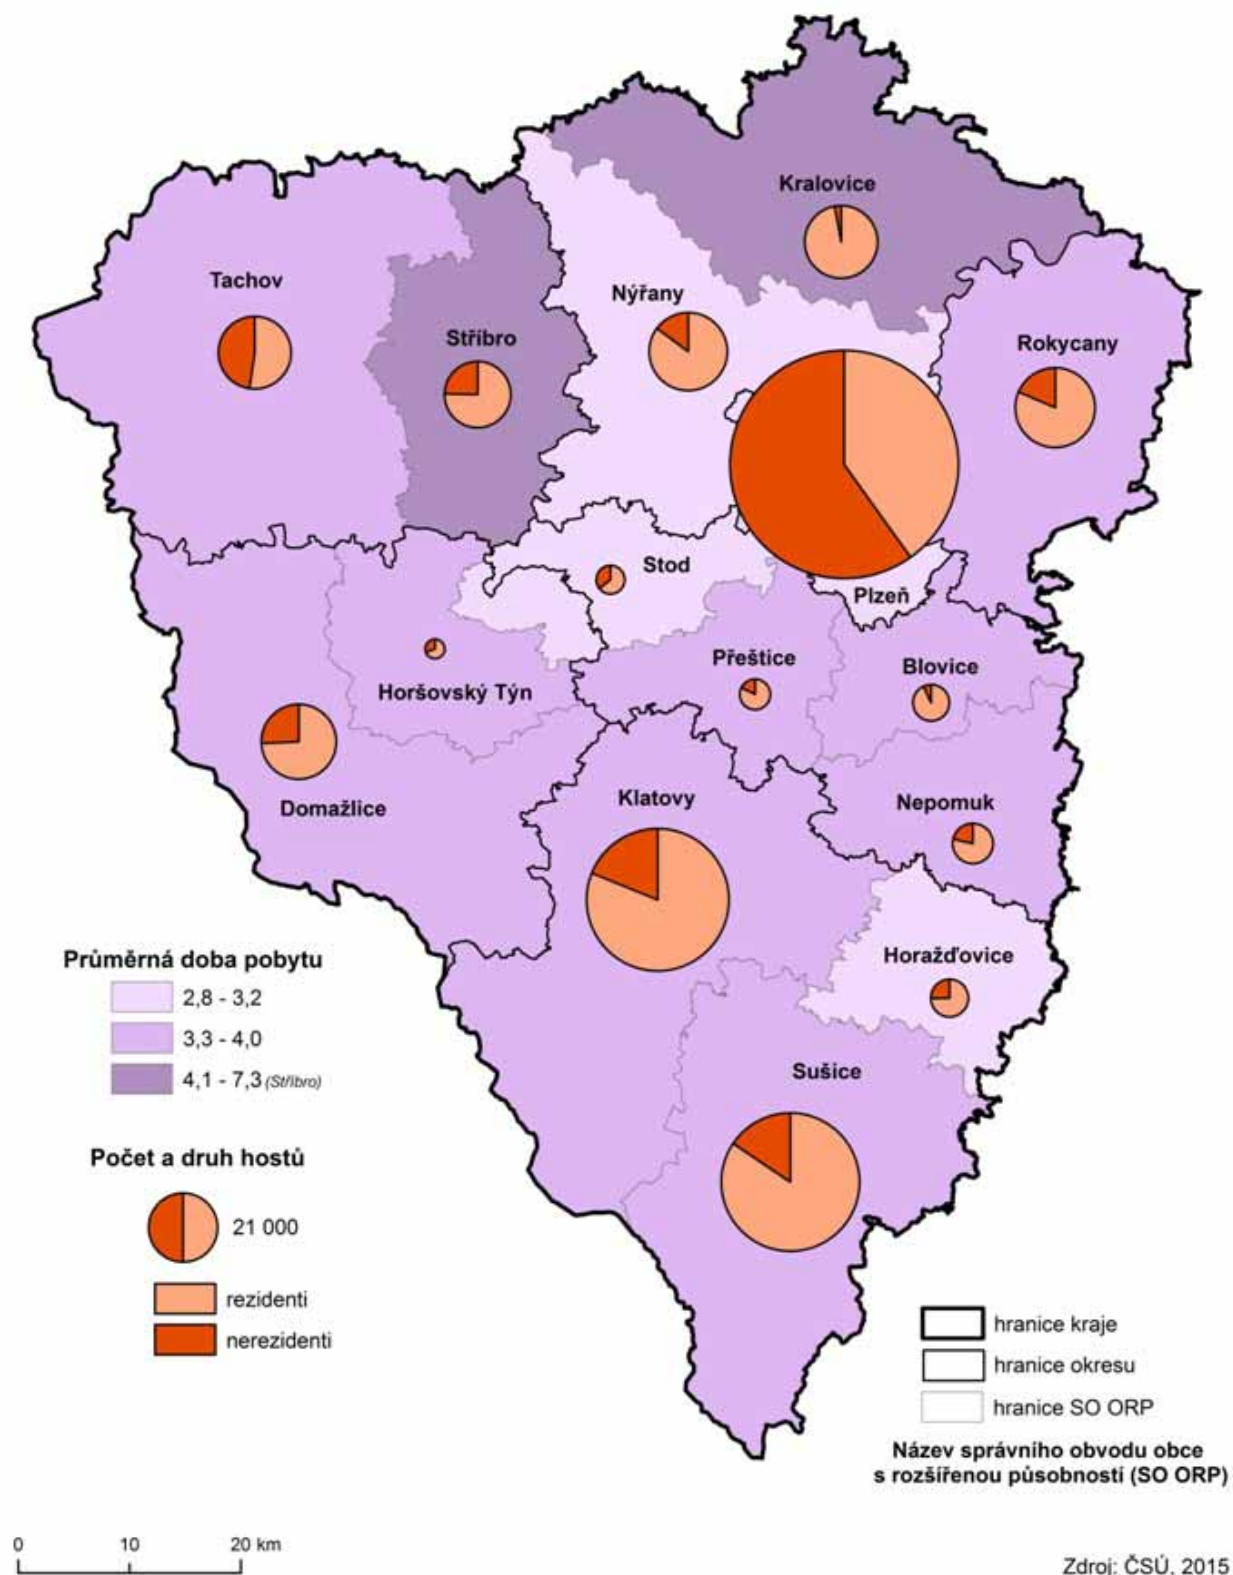 Kralovice
Tachov
Nýřany
Stříbro
Rokycany
Stod
Plzeň
Přeštice
Blovice
Horšovský Týn
Klatovy
Nepomuk
Domažlice
Horažďovice
Sušice
Průměrná doba pobytu
2,8 - 3,2
3,3 - 4,0
4,1 - 7,3 (Stříbro)
Počet a druh hostů
21 000
rezidenti
nerezidenti
hranice kraje
hranice okresu
hranice SO ORP
Název správního obvodu obce
s rozšířenou působností (SO ORP)
0 10 20 km
Zdroj: ČSÚ, 2015